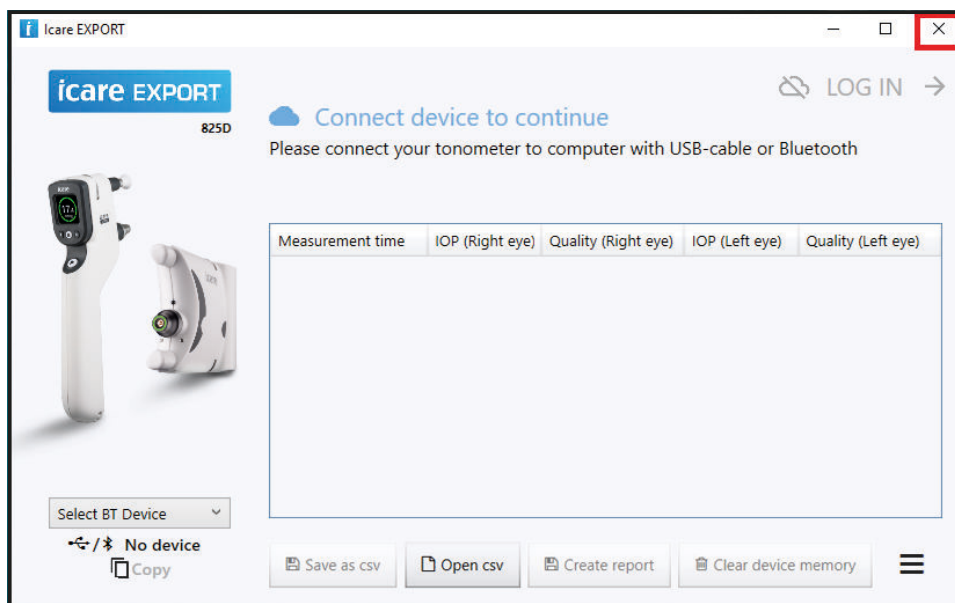 Icare EXPORT
icare EXPORT
825D
LOG IN
Connect device to continue
Please connect your tonometer to computer with USB-cable or Bluetooth
Measurement time IOP (Right eye) Quality (Right eye) IOP (Left eye) Quality (Left eye)
Select BT Device
/ No device
Copy
Save as csv Open csv Create report Clear device memory